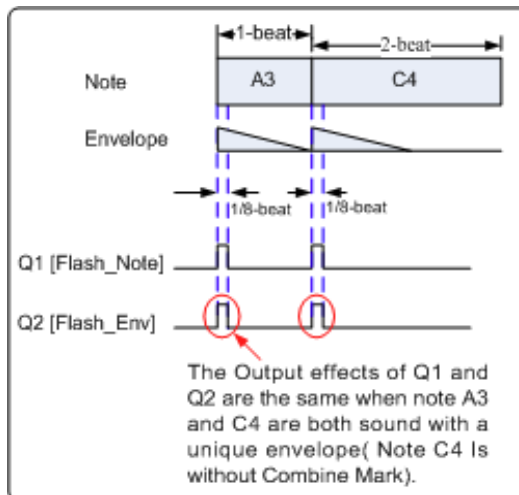 1-beat
2-beat
Note A3 C4
Envelope
1/8-beat 1/8-beat
Q1 [Flash_Note]
Q2 [Flash_Env]
The Output effects of Q1 and
Q2 are the same when note A3
and C4 are both sound with a
unique envelope( Note C4 Is
without Combine Mark).